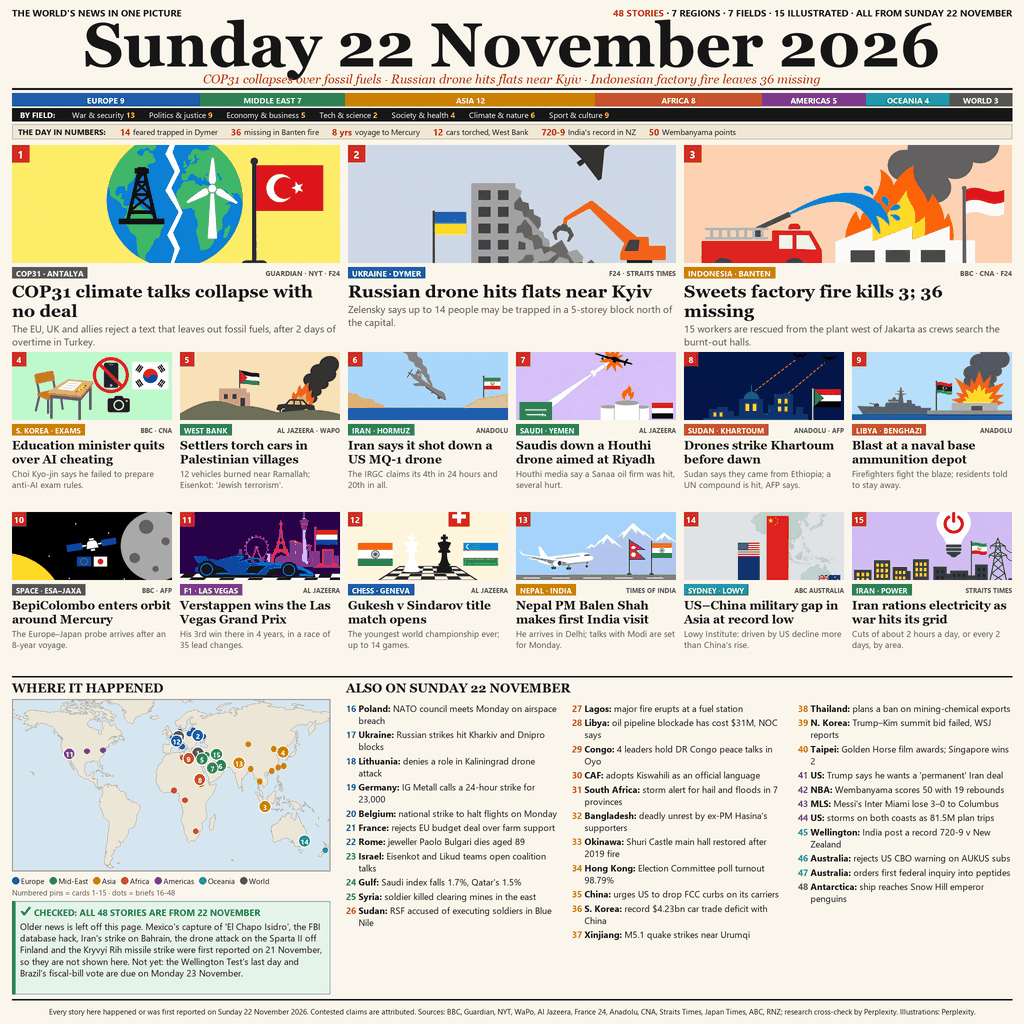 THE WORLD'S NEWS IN ONE PICTURE
48 STORIES · 7 REGIONS · 7 FIELDS · 15 ILLUSTRATED · ALL FROM SUNDAY 22 NOVEMBER
Sunday 22 November 2026
COP31 collapses over fossil fuels · Russian drone hits flats near Kyiv · Indonesian factory fire leaves 36 missing
EUROPE 9 MIDDLE EAST 7 ASIA 12 AFRICA 8 AMERICAS 5 OCEANIA 4 WORLD 3
BY FIELD: War & security 13 Politics & justice 9 Economy & business 5 Tech & science 2 Society & health 4 Climate & nature 6 Sport & culture 9
THE DAY IN NUMBERS: 14 feared trapped in Dymer 36 missing in Banten fire 8 yrs voyage to Mercury 12 cars torched, West Bank 720-9 India's record in NZ 50 Wembanyama points
1
COP31 · ANTALYA
GUARDIAN · NYT · F24
COP31 climate talks collapse with
no deal
The EU, UK and allies reject a text that leaves out fossil fuels, after 2 days of
overtime in Turkey.
2
UKRAINE · DYMER
F24 · STRAITS TIMES
Russian drone hits flats near Kyiv
Zelensky says up to 14 people may be trapped in a 5-storey block north of
the capital.
3
INDONESIA · BANTEN
BBC · CNA · F24
Sweets factory fire kills 3; 36
missing
15 workers are rescued from the plant west of Jakarta as crews search the
burnt-out halls.
4
S. KOREA · EXAMS
BBC · CNA
Education minister quits
over AI cheating
Choi Kyo-jin says he failed to prepare
anti-AI exam rules.
5
WEST BANK
AL JAZEERA · WAPO
Settlers torch cars in
Palestinian villages
12 vehicles burned near Ramallah;
Eisenkot: 'Jewish terrorism'.
6
IRAN · HORMUZ
ANADOLU
Iran says it shot down a
US MQ-1 drone
The IRGC claims its 4th in 24 hours and
20th in all.
7
SAUDI · YEMEN
AL JAZEERA
Saudis down a Houthi
drone aimed at Riyadh
Houthi media say a Sanaa oil firm was hit,
several hurt.
8
SUDAN · KHARTOUM
ANADOLU · AFP
Drones strike Khartoum
before dawn
Sudan says they came from Ethiopia; a
UN compound is hit, AFP says.
9
LIBYA · BENGHAZI
ANADOLU
Blast at a naval base
ammunition depot
Firefighters fight the blaze; residents told
to stay away.
10
SPACE · ESA–JAXA
BBC · AFP
BepiColombo enters orbit
around Mercury
The Europe–Japan probe arrives after an
8-year voyage.
11
F1 · LAS VEGAS
AL JAZEERA
Verstappen wins the Las
Vegas Grand Prix
His 3rd win there in 4 years, in a race of
35 lead changes.
12
CHESS · GENEVA
AL JAZEERA
Gukesh v Sindarov title
match opens
The youngest world championship ever;
up to 14 games.
13
NEPAL · INDIA
TIMES OF INDIA
Nepal PM Balen Shah
makes first India visit
He arrives in Delhi; talks with Modi are set
for Monday.
14
SYDNEY · LOWY
ABC AUSTRALIA
US–China military gap in
Asia at record low
Lowy Institute: driven by US decline more
than China's rise.
15
IRAN · POWER
STRAITS TIMES
Iran rations electricity as
war hits its grid
Cuts of about 2 hours a day, or every 2
days, by area.
WHERE IT HAPPENED
11
12
2
9
5
15
7
6
8
13
4
3
14
Europe Mid-East Asia Africa Americas Oceania World
Numbered pins = cards 1-15 · dots = briefs 16-48
✔ CHECKED: ALL 48 STORIES ARE FROM 22 NOVEMBER
Older news is left off this page. Mexico's capture of 'El Chapo Isidro', the FBI
database hack, Iran's strike on Bahrain, the drone attack on the Sparta II off
Finland and the Kryvyi Rih missile strike were first reported on 21 November,
so they are not shown here. Not yet: the Wellington Test's last day and
Brazil's fiscal-bill vote are due on Monday 23 November.
ALSO ON SUNDAY 22 NOVEMBER
16 Poland: NATO council meets Monday on airspace
breach
17 Ukraine: Russian strikes hit Kharkiv and Dnipro
blocks
18 Lithuania: denies a role in Kaliningrad drone
attack
19 Germany: IG Metall calls a 24-hour strike for
23,000
20 Belgium: national strike to halt flights on Monday
21 France: rejects EU budget deal over farm support
22 Rome: jeweller Paolo Bulgari dies aged 89
23 Israel: Eisenkot and Likud teams open coalition
talks
24 Gulf: Saudi index falls 1.7%, Qatar's 1.5%
25 Syria: soldier killed clearing mines in the east
26 Sudan: RSF accused of executing soldiers in Blue
Nile
27 Lagos: major fire erupts at a fuel station
28 Libya: oil pipeline blockade has cost $31M, NOC
says
29 Congo: 4 leaders hold DR Congo peace talks in
Oyo
30 CAF: adopts Kiswahili as an official language
31 South Africa: storm alert for hail and floods in 7
provinces
32 Bangladesh: deadly unrest by ex-PM Hasina's
supporters
33 Okinawa: Shuri Castle main hall restored after
2019 fire
34 Hong Kong: Election Committee poll turnout
98.79%
35 China: urges US to drop FCC curbs on its carriers
36 S. Korea: record $4.23bn car trade deficit with
China
37 Xinjiang: M5.1 quake strikes near Urumqi
38 Thailand: plans a ban on mining-chemical exports
39 N. Korea: Trump–Kim summit bid failed, WSJ
reports
40 Taipei: Golden Horse film awards; Singapore wins
2
41 US: Trump says he wants a 'permanent' Iran deal
42 NBA: Wembanyama scores 50 with 19 rebounds
43 MLS: Messi's Inter Miami lose 3–0 to Columbus
44 US: storms on both coasts as 81.5M plan trips
45 Wellington: India post a record 720-9 v New
Zealand
46 Australia: rejects US CBO warning on AUKUS subs
47 Australia: orders first federal inquiry into peptides
48 Antarctica: ship reaches Snow Hill emperor
penguins
Every story here happened or was first reported on Sunday 22 November 2026. Contested claims are attributed. Sources: BBC, Guardian, NYT, WaPo, Al Jazeera, France 24, Anadolu, CNA, Straits Times, Japan Times, ABC, RNZ; research cross-check by Perplexity. Illustrations: Perplexity.